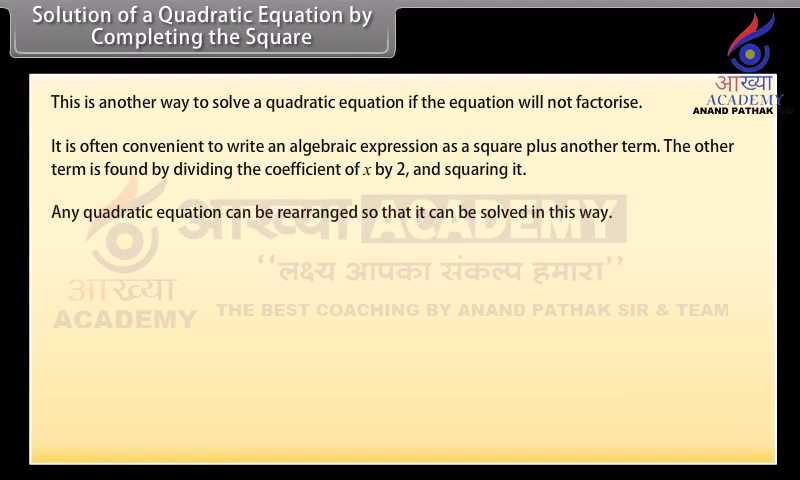 Solution of a Quadratic Equation by
Completing the Square
आख्या
ACADEMY
ANAND PATHAK
This is another way to solve a quadratic equation if the equation will not factorise.
It is often convenient to write an algebraic expression as a square plus another term. The other
term is found by dividing the coefficient of x by 2, and squaring it.
Any quadratic equation can be rearranged so that it can be solved in this way.
आख्या ACADEMY
‘‘लक्ष्य आपका संकल्प हमारा’’
आख्या
ACADEMY
THE BEST COACHING BY ANAND PATHAK SIR & TEAM